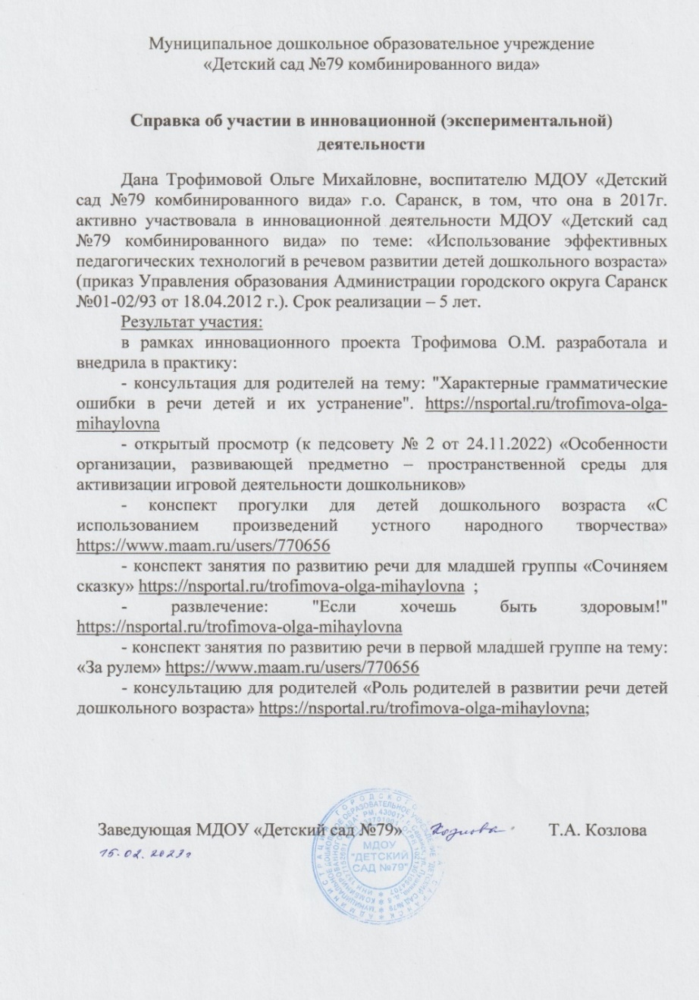 Муниципальное дошкольное образовательное учреждение
«Детский сад №79 комбинированного вида»
Справка об участии в инновационной (экспериментальной)
деятельности
Дана Трофимовой Ольге Михайловне, воспитателю МДОУ «Детский
сад №79 комбинированного вида» г.о. Саранск, в том, что она в 2017г.
активно участвовала в инновационной деятельности МДОУ «Детский сад
№79 комбинированного вида» по теме: «Использование эффективных
педагогических технологий в речевом развитии детей дошкольного возраста»
(приказ Управления образования Администрации городского округа Саранск
№01-02/93 от 18.04.2012 г.). Срок реализации – 5 лет.
Результат участия:
в рамках инновационного проекта Трофимова О.М. разработала и
внедрила в практику:
- консультация для родителей на тему: "Характерные грамматические
ошибки в речи детей и их устранение". https://nsportal.ru/trofimova-olga-
mihaylovna
- открытый просмотр (к педсовету № 2 от 24.11.2022) «Особенности
организации, развивающей предметно – пространственной среды для
активизации игровой деятельности дошкольников»
- конспект прогулки для детей дошкольного возраста «С
использованием произведений устного народного творчества»
https://www.maam.ru/users/770656
- конспект занятия по развитию речи для младшей группы «Сочиняем
сказку» https://nsportal.ru/trofimova-olga-mihaylovna ;
- развлечение: "Если хочешь быть здоровым!"
https://nsportal.ru/trofimova-olga-mihaylovna
- конспект занятия по развитию речи в первой младшей группе на тему:
«За рулем» https://www.maam.ru/users/770656
- консультацию для родителей «Роль родителей в развитии речи детей
дошкольного возраста» https://nsportal.ru/trofimova-olga-mihaylovna;
Заведующая МДОУ «Детский сад №79» Козлова Т.А. Козлова
15.02.2023г
МДОУ
"ДЕТСКИЙ
САД №79"